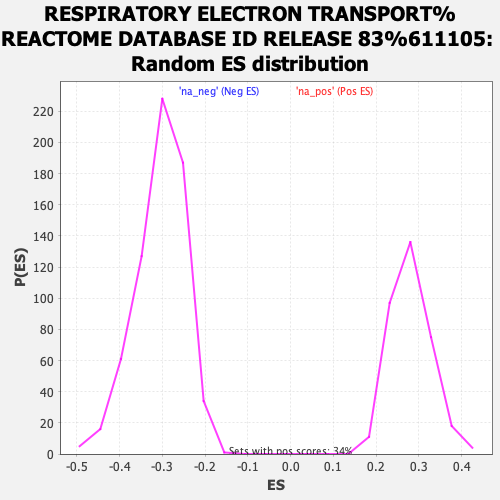 RESPIRATORY ELECTRON TRANSPORT%
REACTOME DATABASE ID RELEASE 83%611105:
Random ES distribution
'na_neg' (Neg ES) 'na_pos' (Pos ES)
220
200
180
160
140
120
100
80
60
40
20
0
P(ES)
Sets with pos scores: 34%
-0.5 -0.4 -0.3 -0.2 -0.1 0.0 0.1 0.2 0.3 0.4
ES